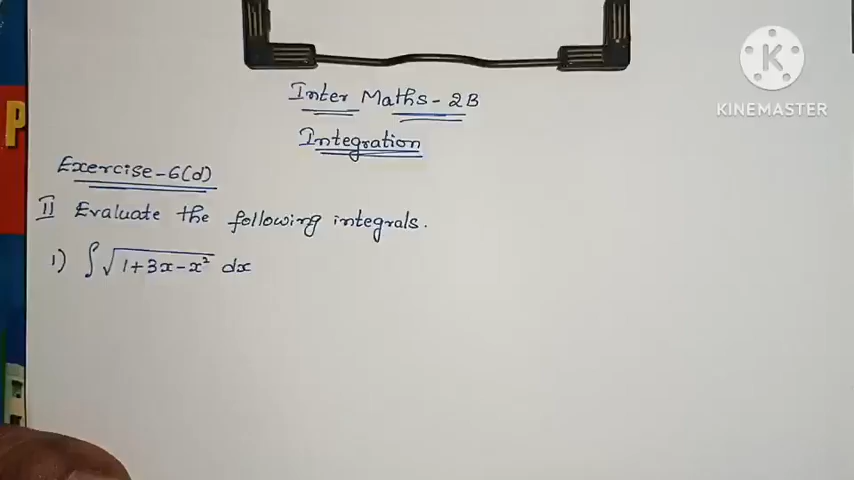 Inter Maths - 2B
Integration
Exercise - 6(d)
II Evaluate the following integrals.
1) ∫√(1+3x-x²) dx
K
KINEMASTER
P